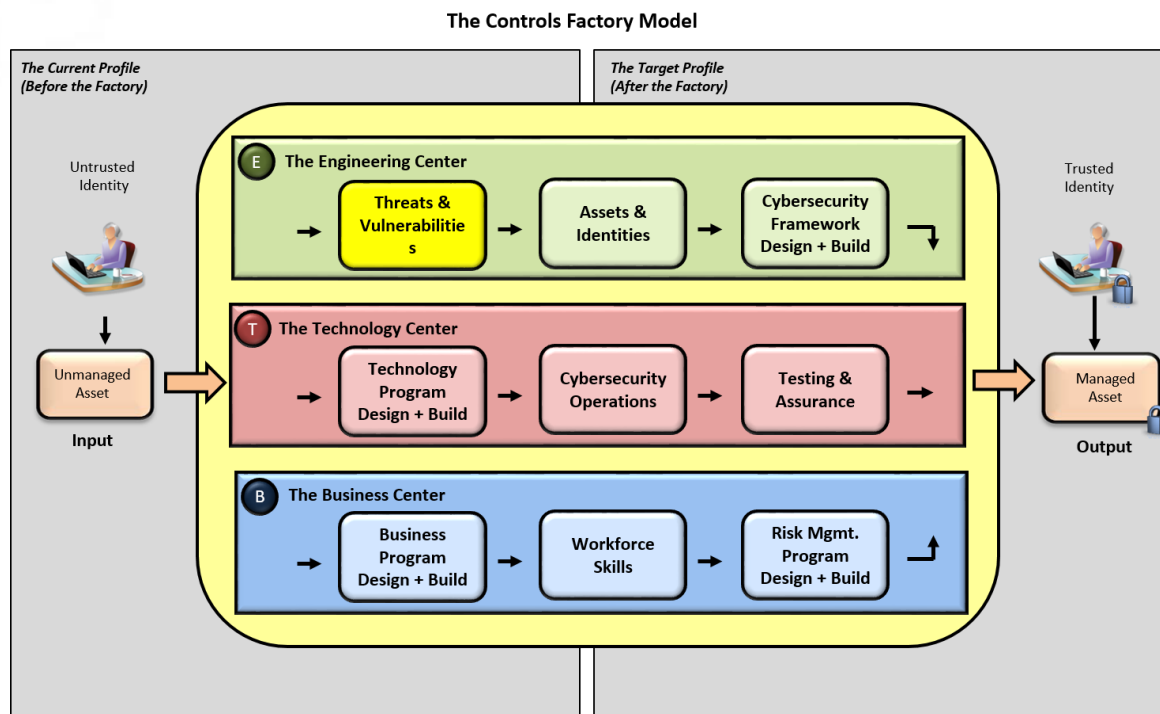 The Controls Factory Model
The Current Profile
(Before the Factory)
The Target Profile
(After the Factory)
Untrusted
Identity
Unmanaged
Asset
Input
E
The Engineering Center
Threats &
Vulnerabilitie
s
Assets &
Identities
Cybersecurity
Framework
Design + Build
T
The Technology Center
Technology
Program
Design + Build
Cybersecurity
Operations
Testing &
Assurance
B
The Business Center
Business
Program
Design + Build
Workforce
Skills
Risk Mgmt.
Program
Design + Build
Trusted
Identity
Managed
Asset
Output